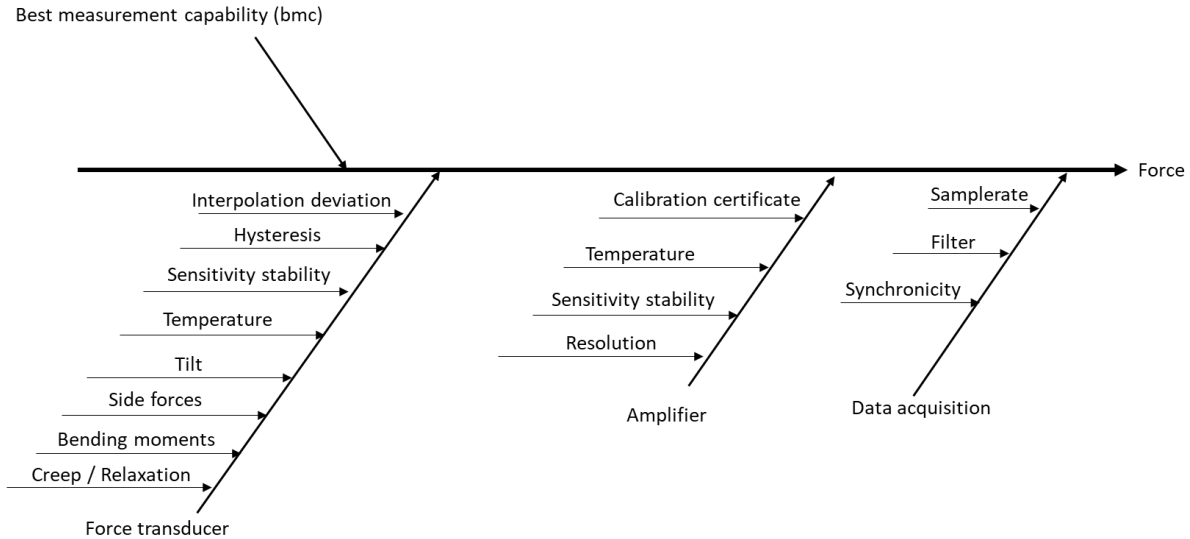 Best measurement capability (bmc)
Force
Interpolation deviation
Hysteresis
Sensitivity stability
Temperature
Tilt
Side forces
Bending moments
Creep / Relaxation
Force transducer
Calibration certificate
Temperature
Sensitivity stability
Resolution
Amplifier
Samplerate
Filter
Synchronicity
Data acquisition